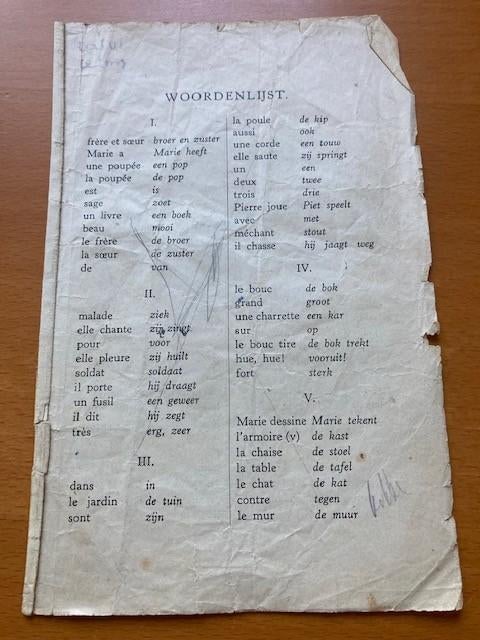 WOORDENLIJST.
I.
frère et sœur broer en zuster
Marie a Marie heeft
une poupée een pop
la poupée de pop
est is
sage zoet
un livre een boek
beau mooi
le frère de broer
la sœur de zuster
de van
II.
malade ziek
elle chante zij zingt
pour voor
elle pleure zij huilt
soldat soldaat
il porte hij draagt
un fusil een geweer
il dit hij zegt
très erg, zeer
III.
dans in
le jardin de tuin
sont zijn
la poule de kip
aussi ook
une corde een touw
elle saute zij springt
un een
deux twee
trois drie
Pierre joue Piet speelt
avec met
méchant stout
il chasse hij jaagt weg
IV.
le bouc de bok
grand groot
une charrette een kar
sur op
le bouc tire de bok trekt
hue, hue! vooruit!
fort sterk
V.
Marie dessine Marie tekent
l'armoire (v) de kast
la chaise de stoel
la table de tafel
le chat de kat
contre tegen
le mur de muur